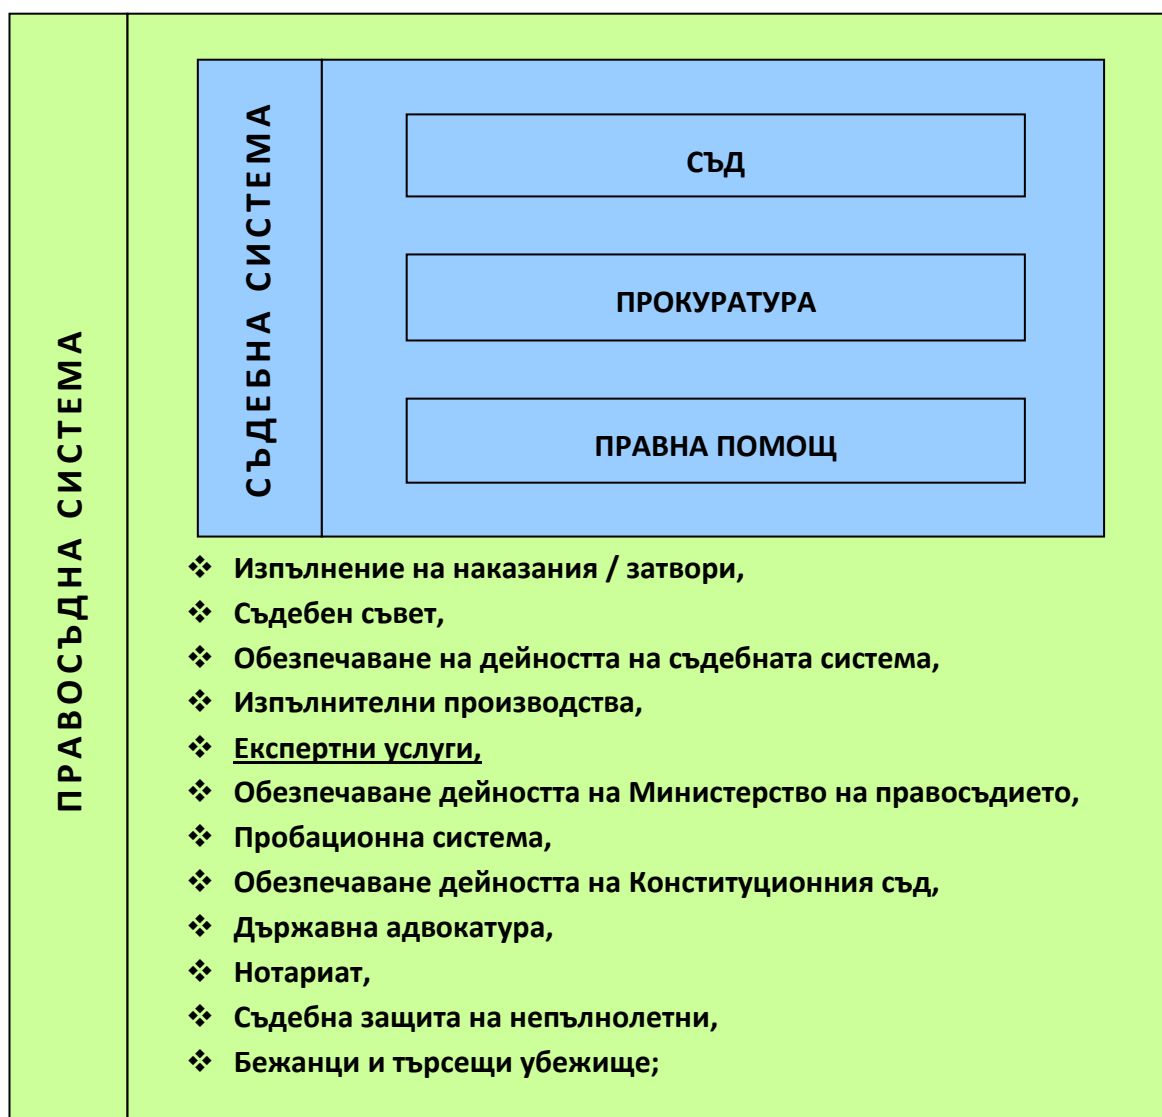 ПРАВОСЪДНА СИСТЕМА
СЪДЕБНА СИСТЕМА
СЪД
ПРОКУРАТУРА
ПРАВНА ПОМОЩ
❖ Изпълнение на наказания / затвори,
❖ Съдебен съвет,
❖ Обезпечаване на дейността на съдебната система,
❖ Изпълнителни производства,
❖ Експертни услуги,
❖ Обезпечаване дейността на Министерство на правосъдието,
❖ Пробационна система,
❖ Обезпечаване дейността на Конституционния съд,
❖ Държавна адвокатура,
❖ Нотариат,
❖ Съдебна защита на непълнолетни,
❖ Бежанци и търсещи убежище;